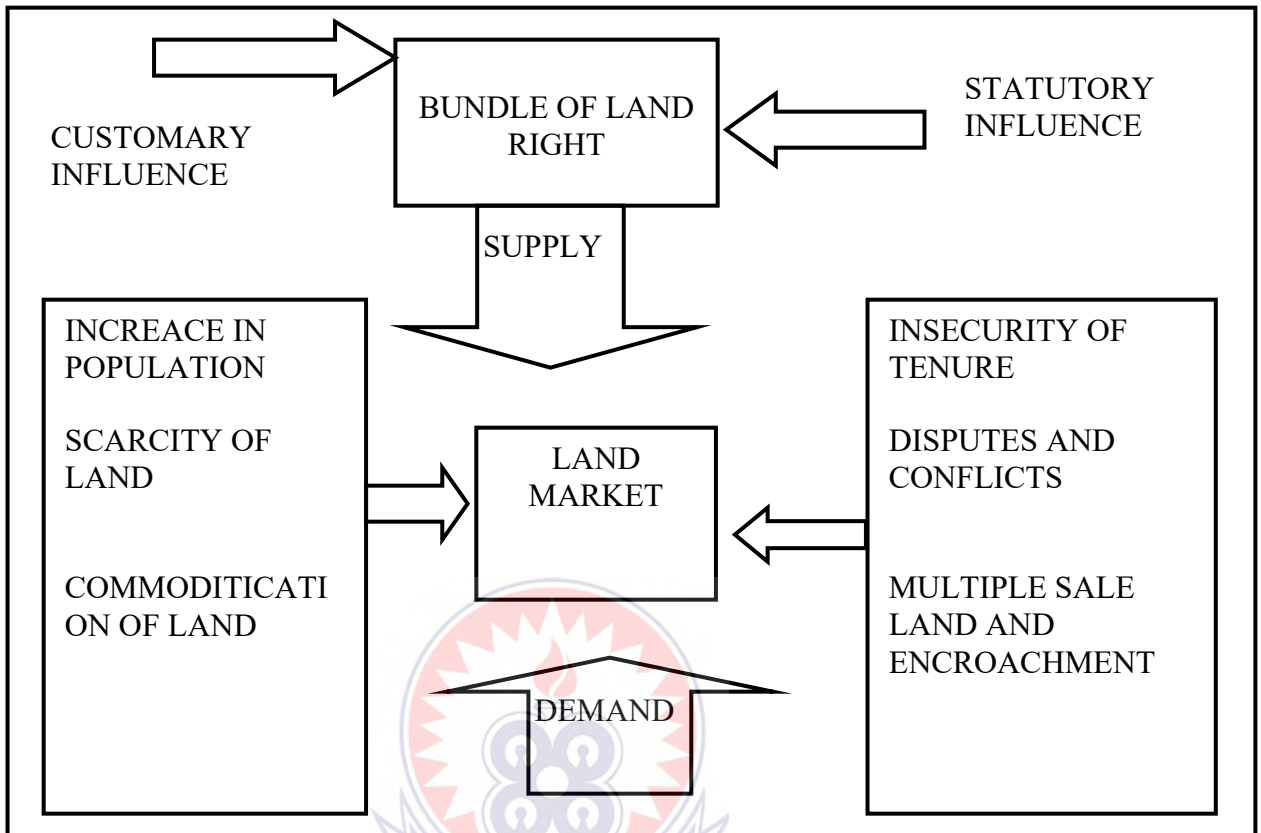 BUNDLE OF LAND
RIGHT
STATUTORY
INFLUENCE
CUSTOMARY
INFLUENCE
SUPPLY
INCREACE IN
POPULATION
SCARCITY OF
LAND
COMMODITICATI
ON OF LAND
LAND
MARKET
INSECURITY OF
TENURE
DISPUTES AND
CONFLICTS
MULTIPLE SALE
LAND AND
ENCROACHMENT
DEMAND